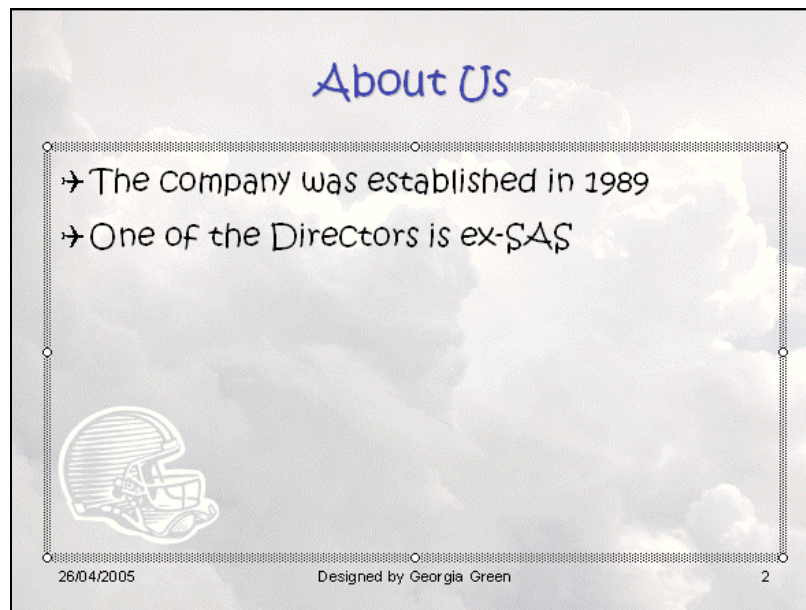 About Us
The company was established in 1989
One of the Directors is ex-SAS
26/04/2005 Designed by Georgia Green 2